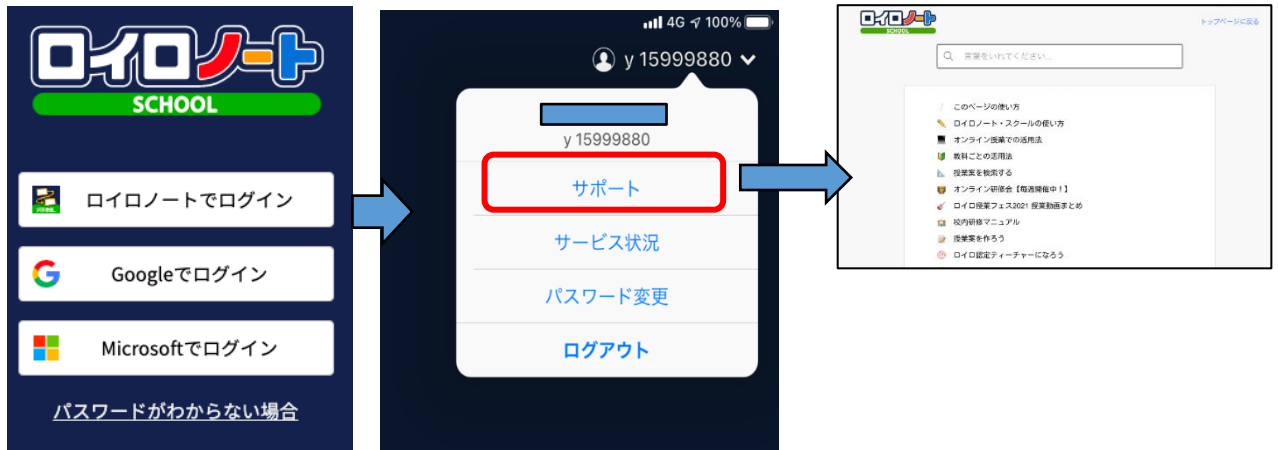 ロイロノート
SCHOOL
ロイロノートでログイン
Googleでログイン
Microsoftでログイン
パスワードがわからない場合
4G 100%
y 15999880
y 15999880
サポート
サービス状況
パスワード変更
ログアウト
ロイロノート
SCHOOL
トップページに戻る
言葉をいれてください...
このページの使い方
ロイロノート・スクールの使い方
オンライン授業での活用法
教科ごとの活用法
授業案を検索する
オンライン研修会【毎週開催中！】
ロイロ授業フェス2021 授業動画まとめ
校内研修マニュアル
授業案を作ろう
ロイロ認定ティーチャーになろう